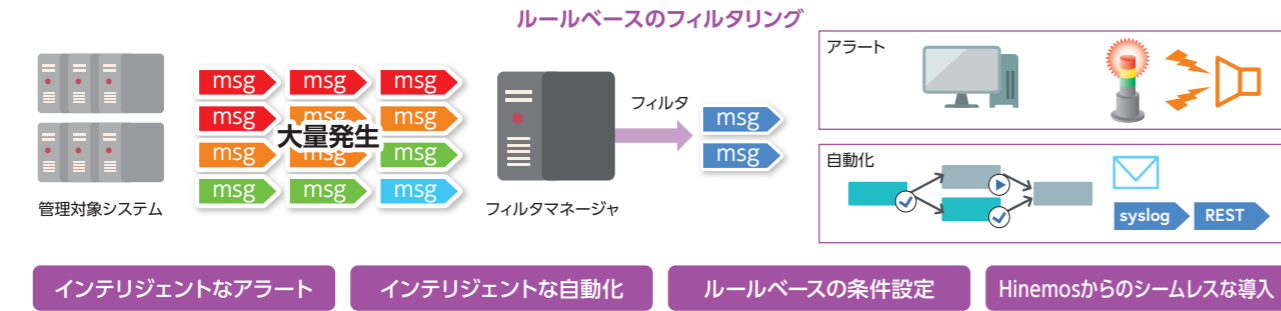 ルールベースのフィルタリング
アラート
msg msg msg
msg msg msg
大量発生
msg msg msg
msg msg msg
フィルタ
msg
msg
自動化
syslog REST
管理対象システム
フィルタマネージャ
インテリジェントなアラート
インテリジェントな自動化
ルールベースの条件設定
Hinemosからのシームレスな導入